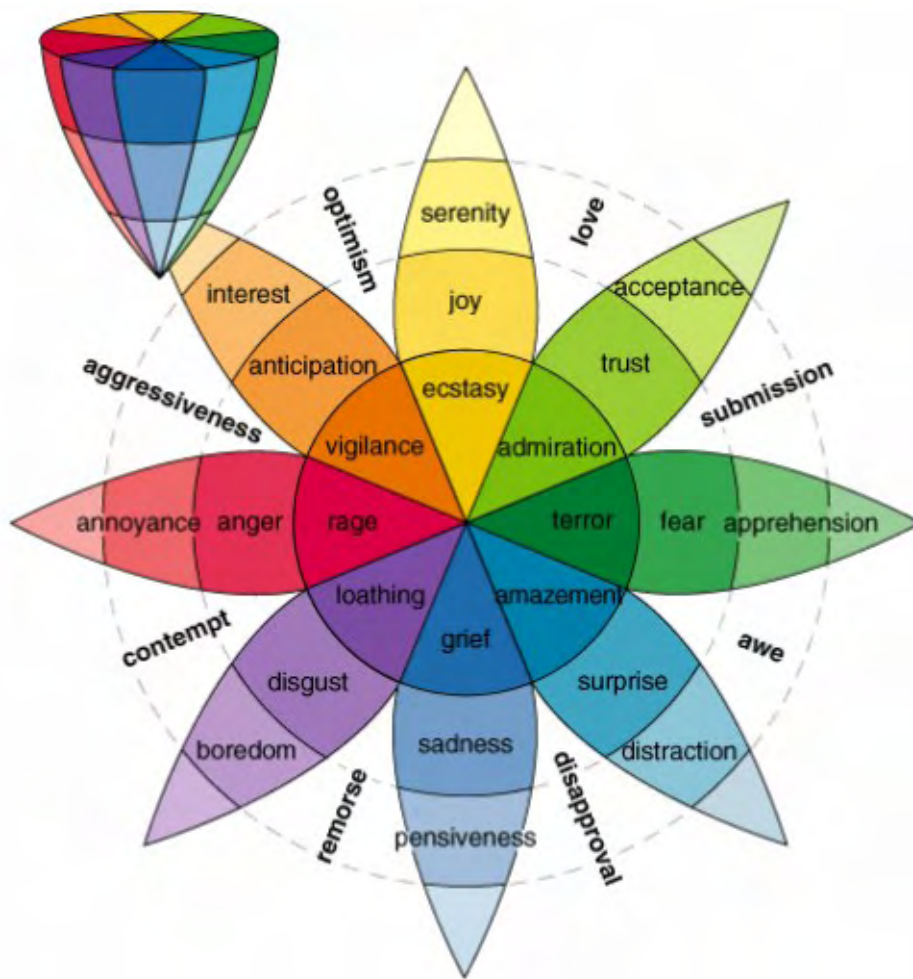 optimism
serenity
love
interest
joy
acceptance
anticipation
trust
aggressiveness
ecstasy
submission
vigilance
admiration
annoyance
anger
rage
terror
fear
apprehension
loathing
amazement
contempt
grief
awe
disgust
surprise
boredom
sadness
distraction
remorse
disapproval
pensiveness